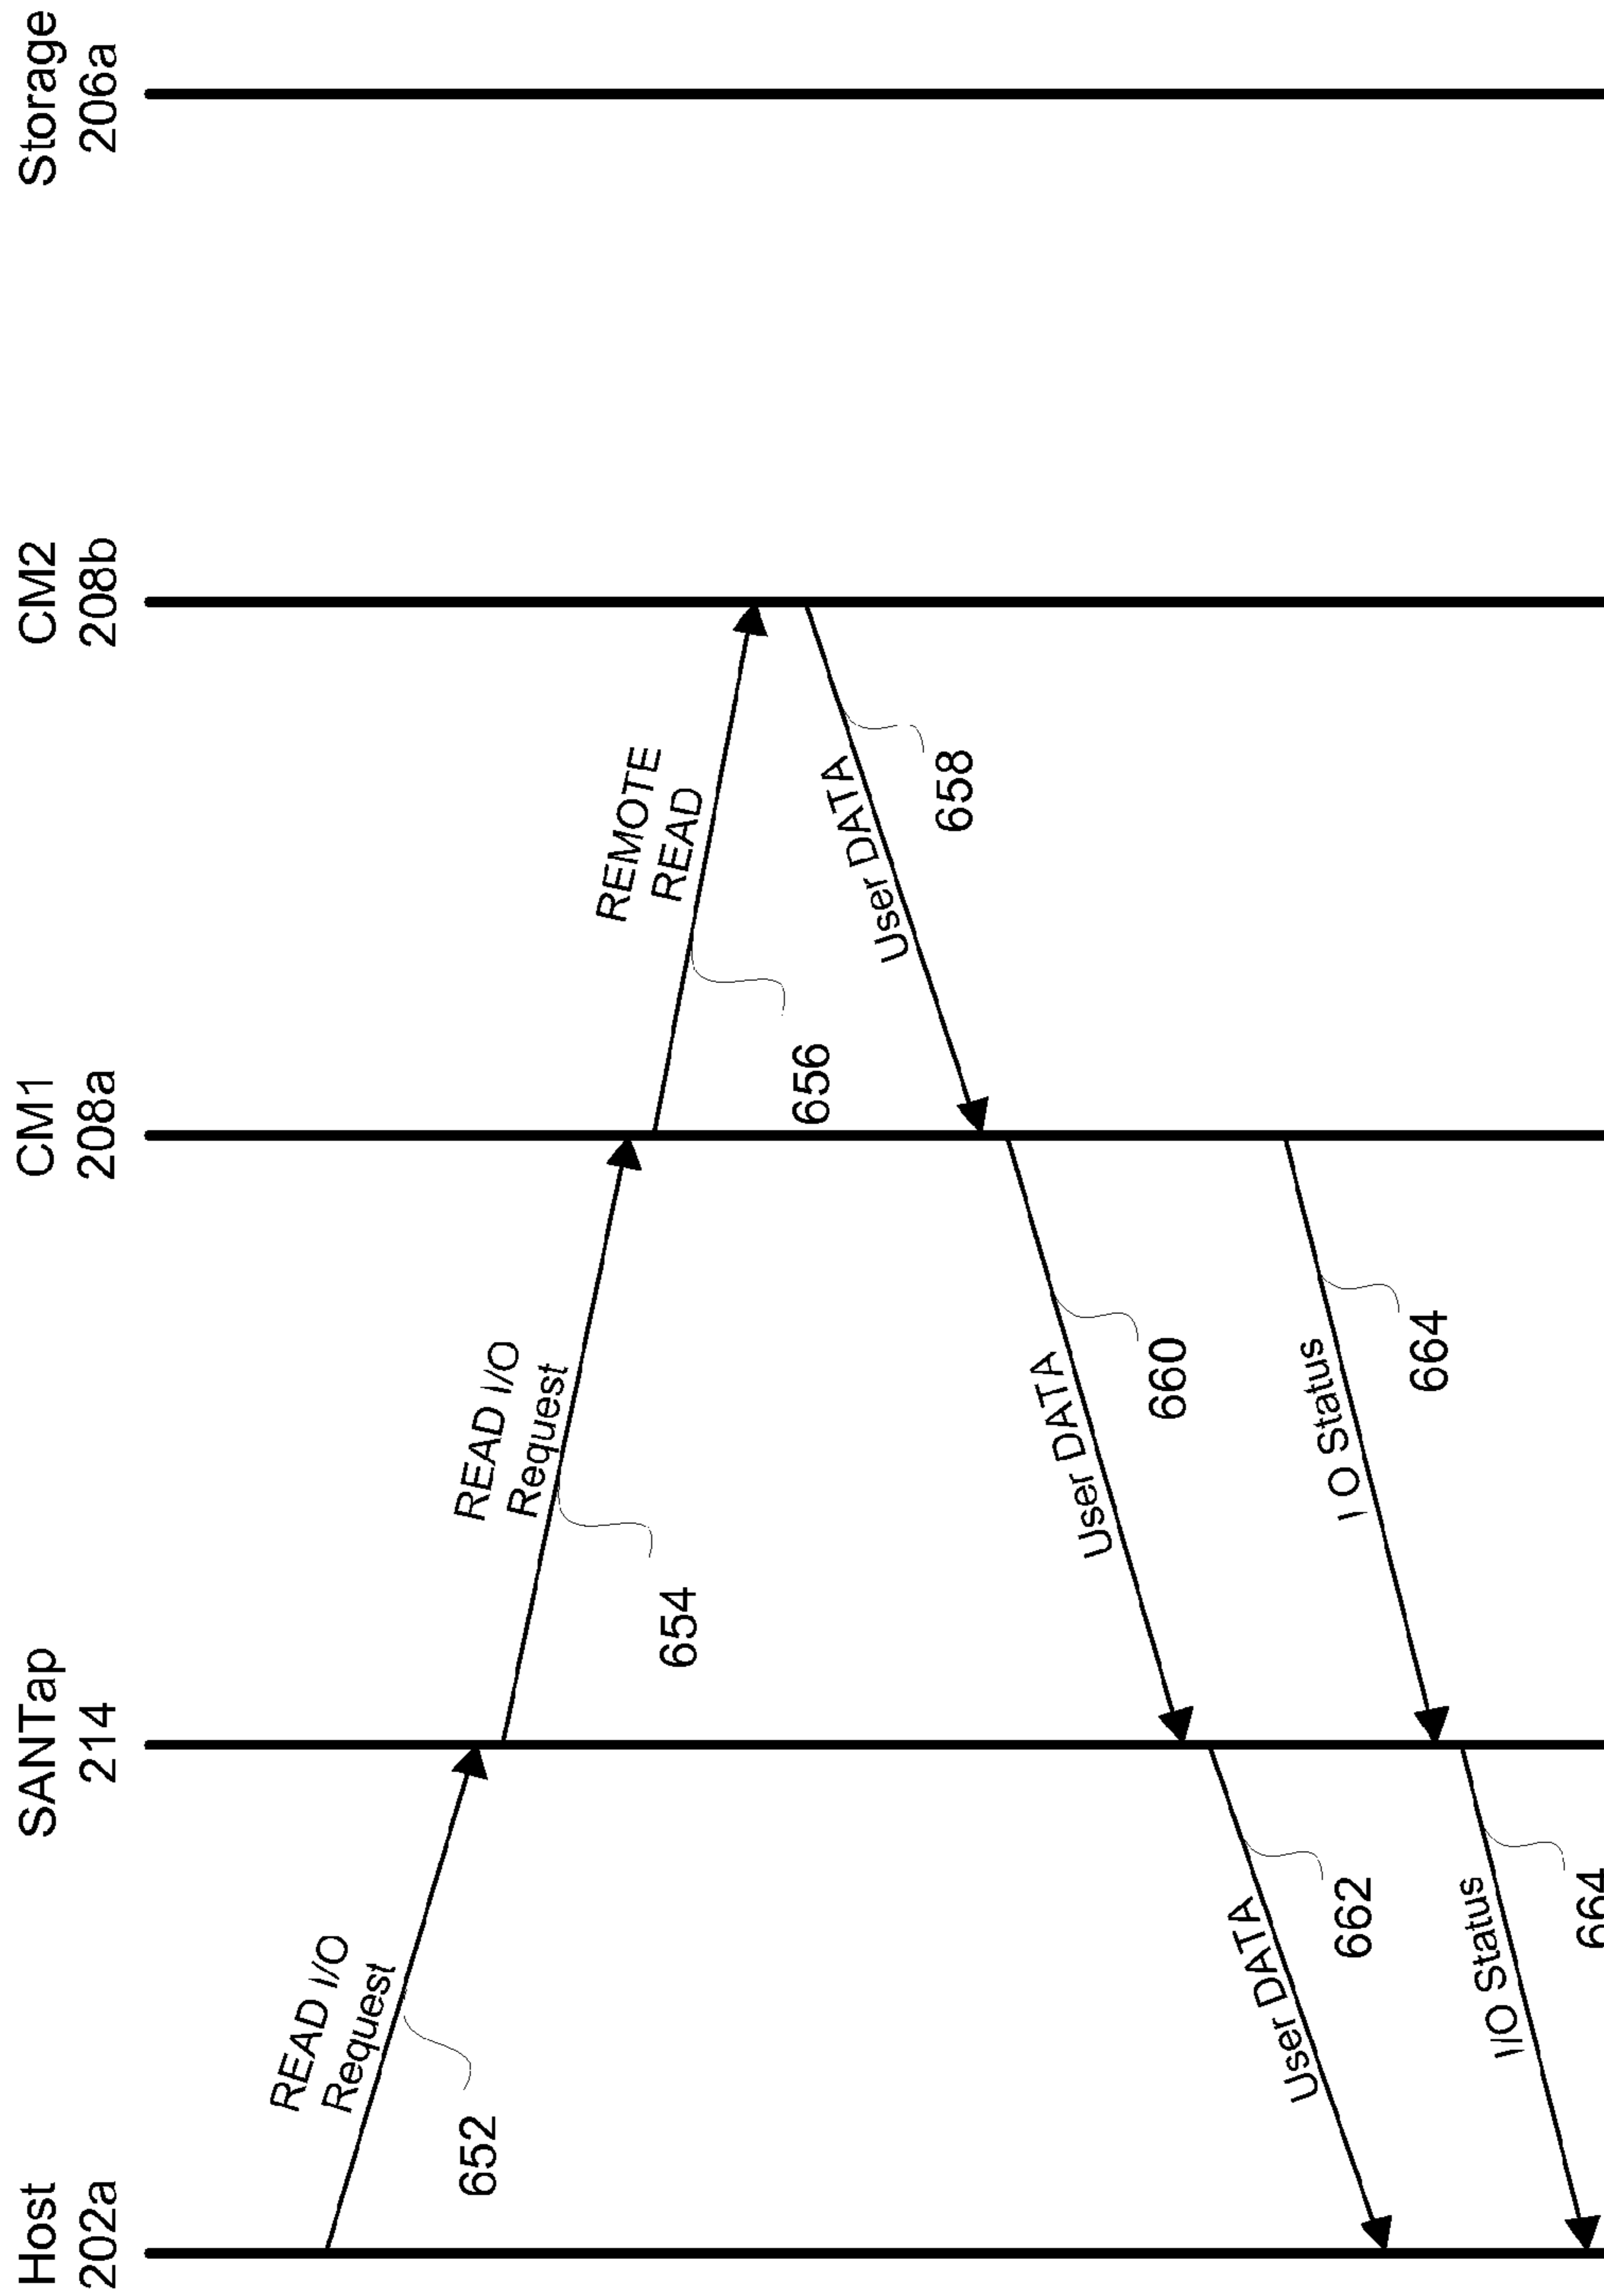 Host
202a
SANTap
214
CM1
208a
CM2
208b
Storage
206a
READ I/O
Request
652
READ I/O
Request
654
REMOTE
READ
656
User DATA
658
User DATA
660
User DATA
662
I O Status
664
I/O Status
664